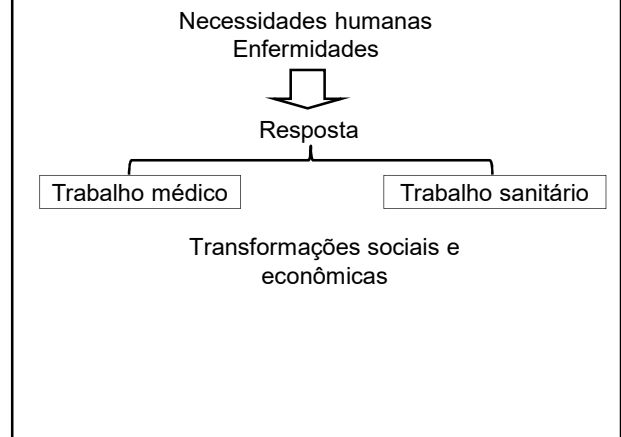 Necessidades humanas
Enfermidades
Resposta
Trabalho médico
Trabalho sanitário
Transformações sociais e
econômicas